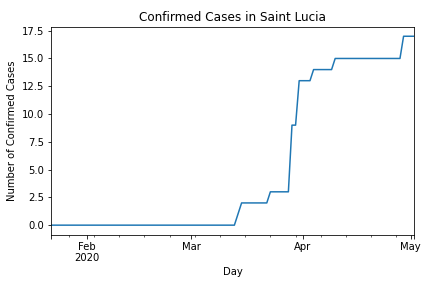 Confirmed Cases in Saint Lucia
17.5
15.0
12.5
10.0
7.5
5.0
2.5
0.0
Number of Confirmed Cases
Feb
2020
Mar
Apr
May
Day